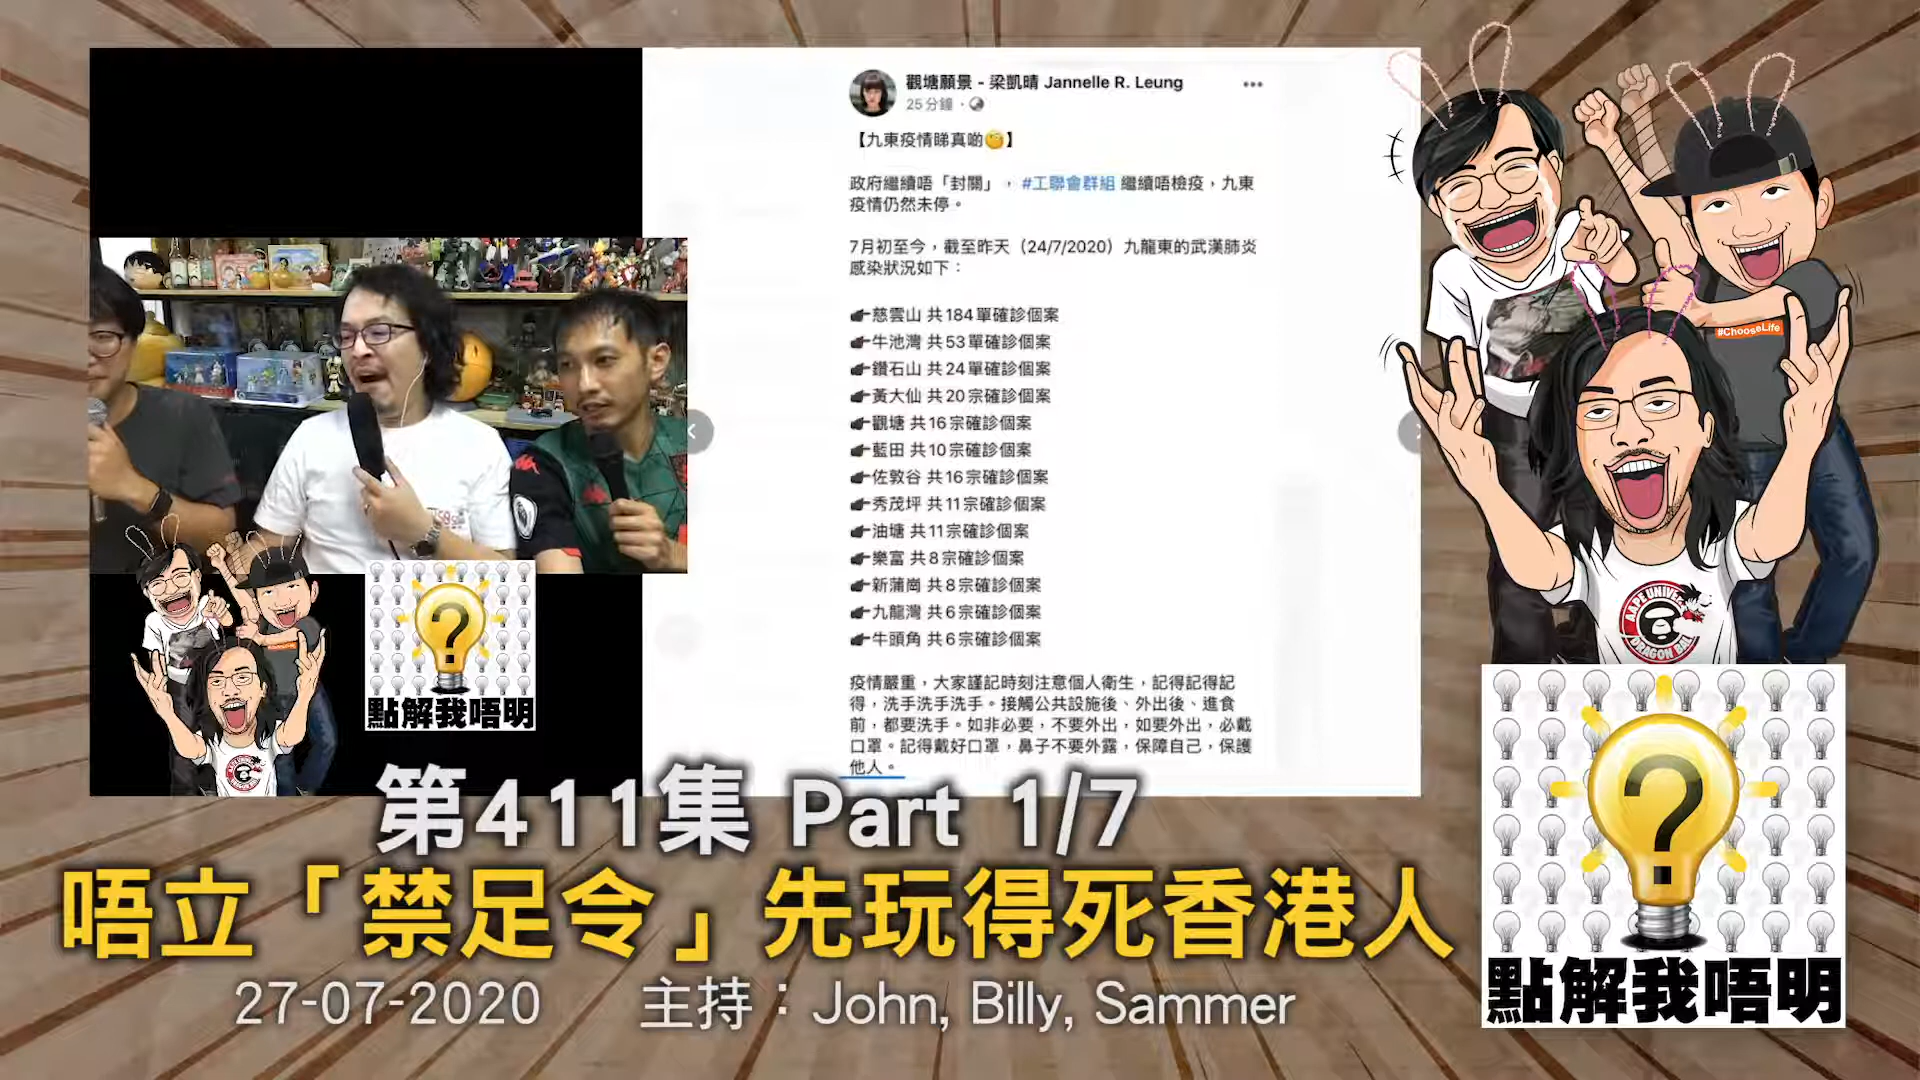 觀塘願景 - 梁凱晴 Jannelle R. Leung
25分鐘 ·
【九東疫情睇真啲🧐】
政府繼續唔「封關」， #工聯會群組 繼續唔檢疫，九東
疫情仍然未停。
7月初至今，截至昨天（24/7/2020）九龍東的武漢肺炎
感染狀況如下：
慈雲山 共184單確診個案
牛池灣 共53單確診個案
鑽石山 共24單確診個案
黃大仙 共20宗確診個案
觀塘 共16宗確診個案
藍田 共10宗確診個案
佐敦谷 共16宗確診個案
秀茂坪 共11宗確診個案
油塘 共11宗確診個案
樂富 共8宗確診個案
新蒲崗 共8宗確診個案
九龍灣 共6宗確診個案
牛頭角 共6宗確診個案
疫情嚴重，大家謹記時刻注意個人衛生，記得記得記
得，洗手洗手洗手。接觸公共設施後、外出後、進食
前，都要洗手。如非必要，不要外出，如要外出，必戴
口罩。記得戴好口罩，鼻子不要外露，保障自己，保護
他人。
點解我唔明
#ChooseLife
AAPE UNIVERS
DRAGON BALL
第411集 Part 1/7
唔立「禁足令」先玩得死香港人
27-07-2020 主持：John, Billy, Sammer
點解我唔明